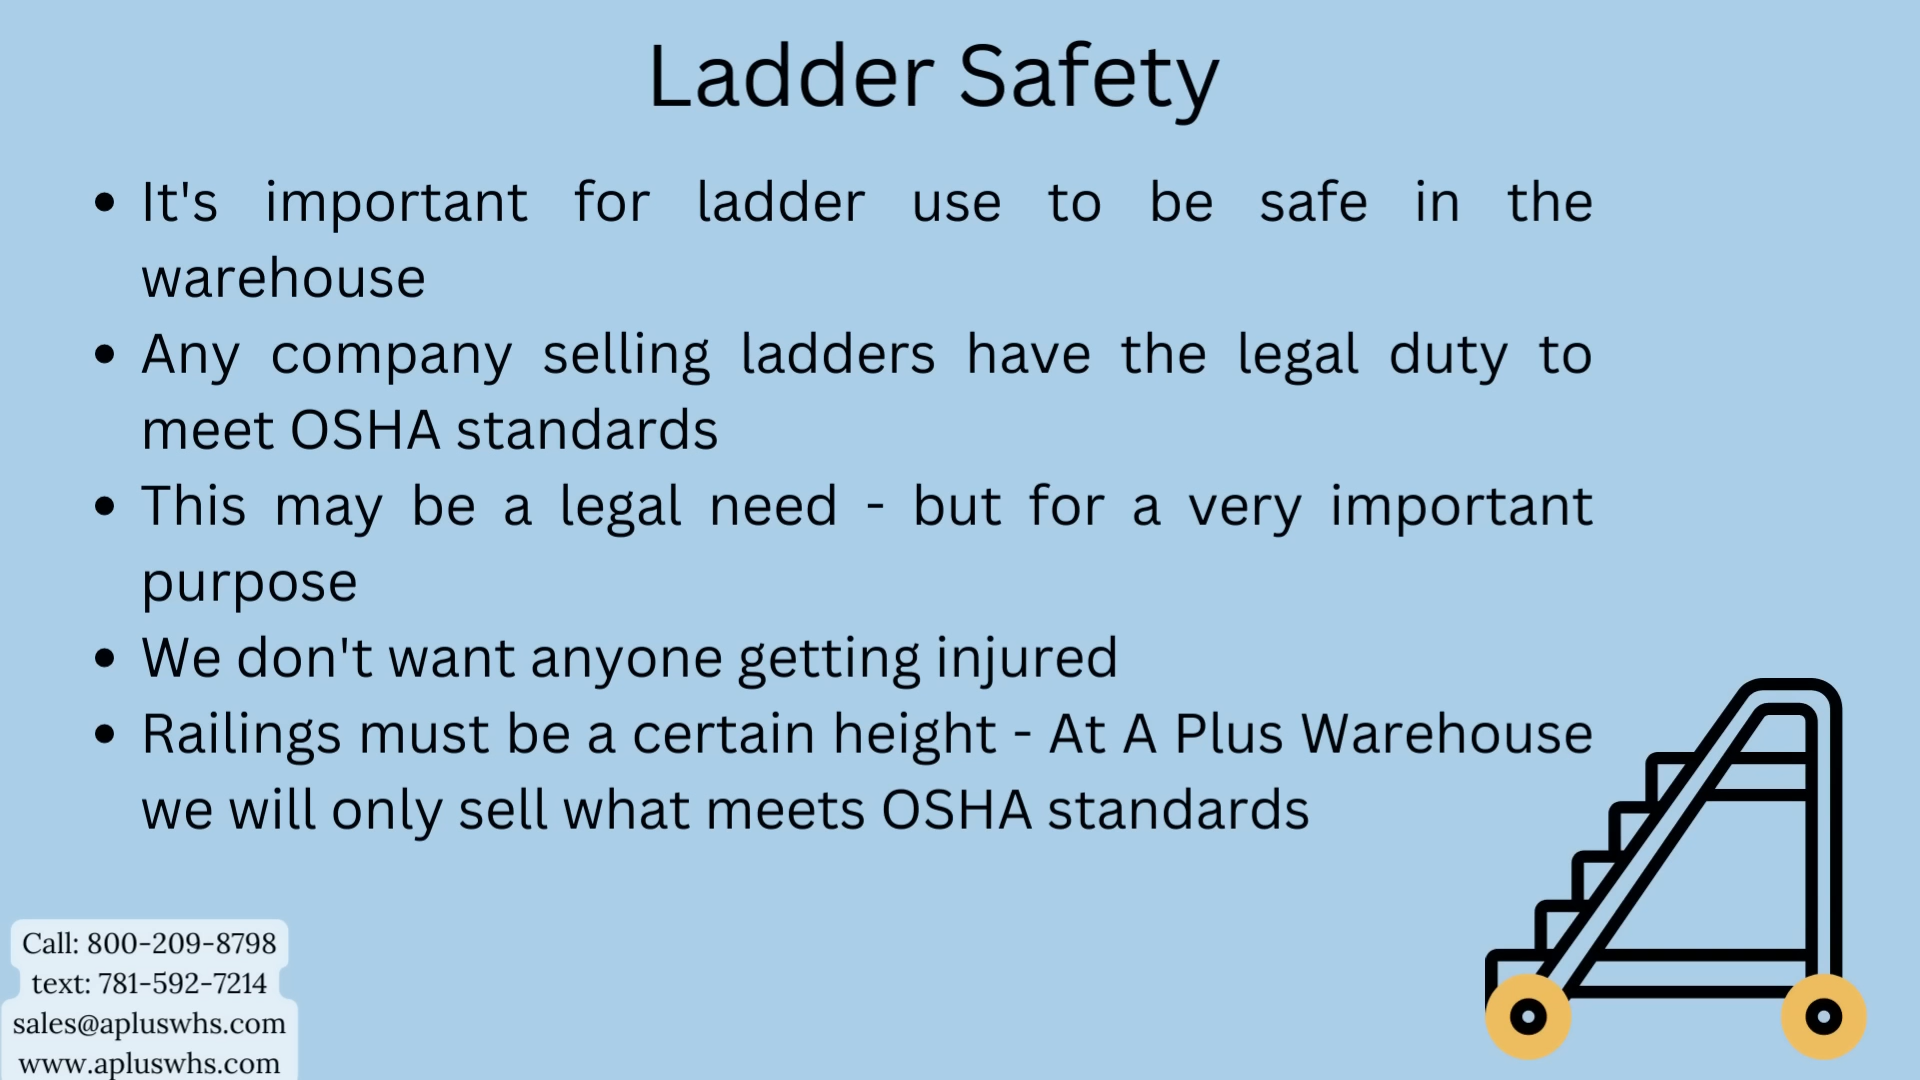 Ladder Safety
• It's important for ladder use to be safe in the
warehouse
• Any company selling ladders have the legal duty to
meet OSHA standards
• This may be a legal need - but for a very important
purpose
• We don't want anyone getting injured
• Railings must be a certain height - At A Plus Warehouse
we will only sell what meets OSHA standards
Call: 800-209-8798
text: 781-592-7214
sales@apluswhs.com
www.apluswhs.com